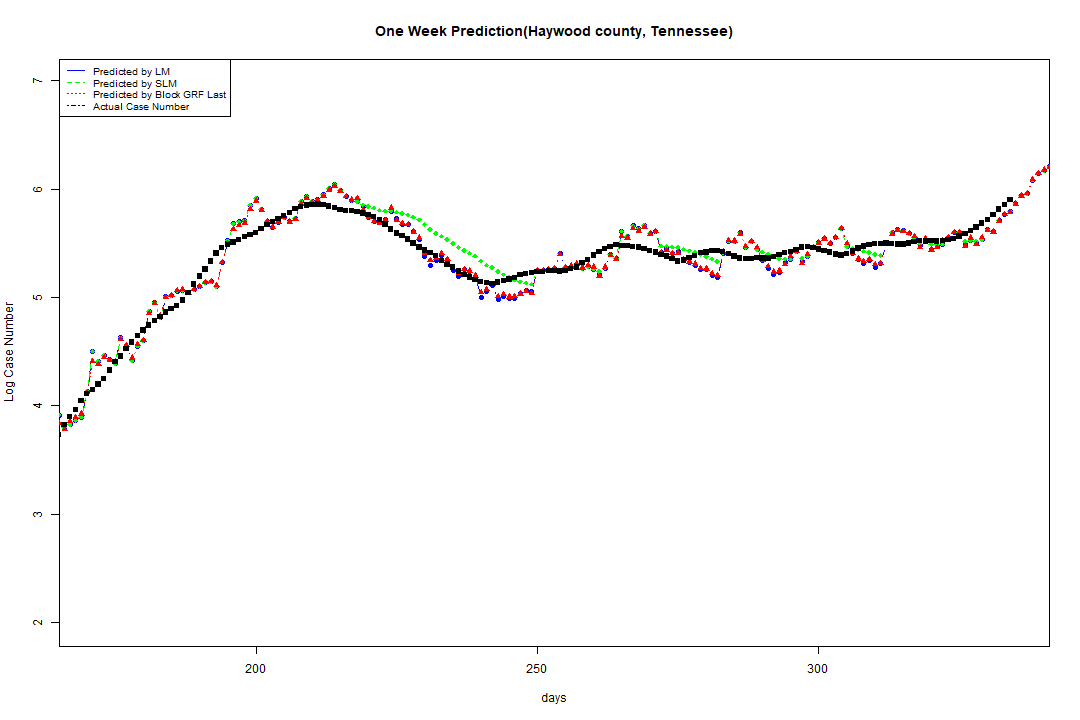 One Week Prediction(Haywood county, Tennessee)
Predicted by LM
Predicted by SLM
Predicted by Block GRF Last
Actual Case Number
7
6
5
4
3
2
Log Case Number
200
250
300
days